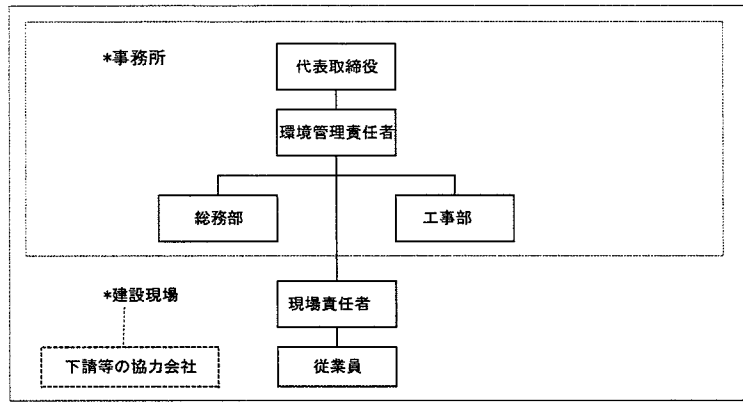 *事務所
代表取締役
環境管理責任者
総務部
工事部
*建設現場
現場責任者
下請等の協力会社
従業員